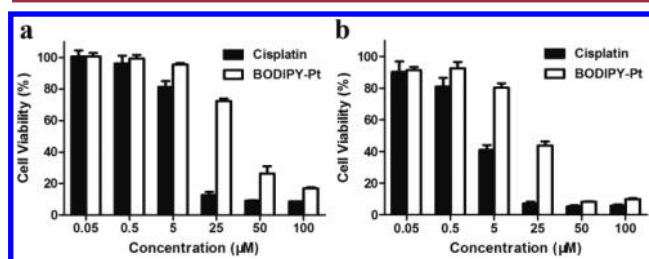 a
Cisplatin
BODIPY-Pt
Cell Viability (%)
100
80
60
40
20
0
0.05 0.5 5 25 50 100
Concentration (µM)
b
Cisplatin
BODIPY-Pt
Cell Viability (%)
100
80
60
40
20
0
0.05 0.5 5 25 50 100
Concentration (µM)